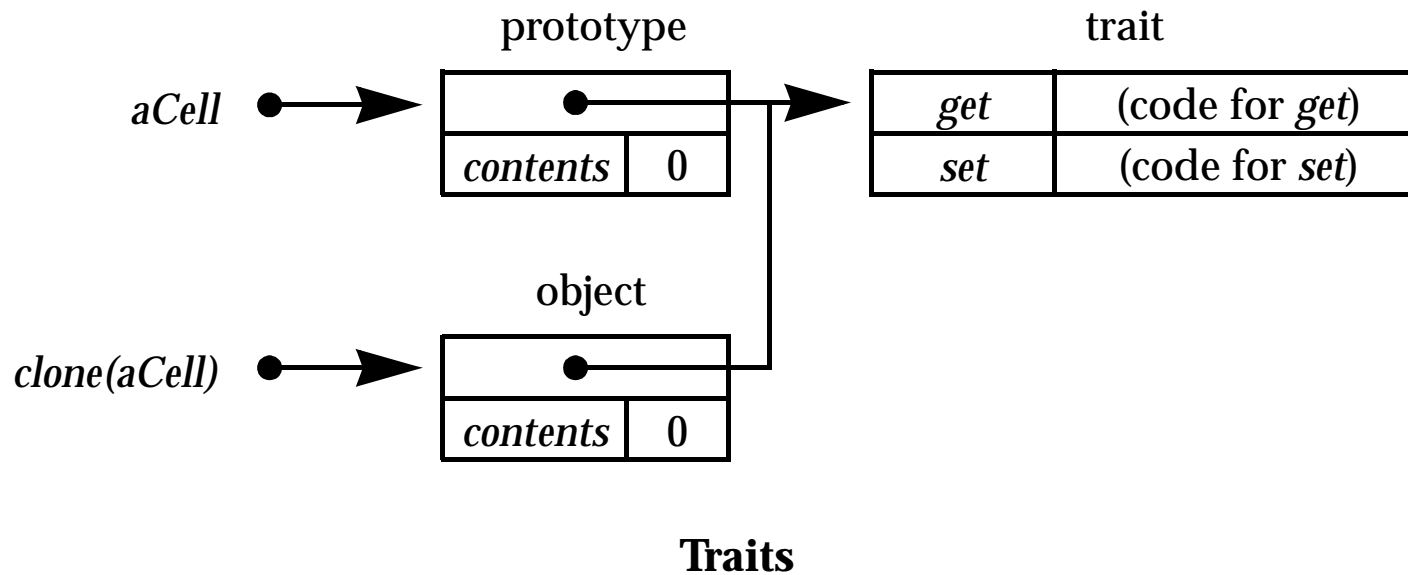 prototype trait
aCell get (code for get)
contents 0 set (code for set)
object
clone(aCell)
contents 0
Traits